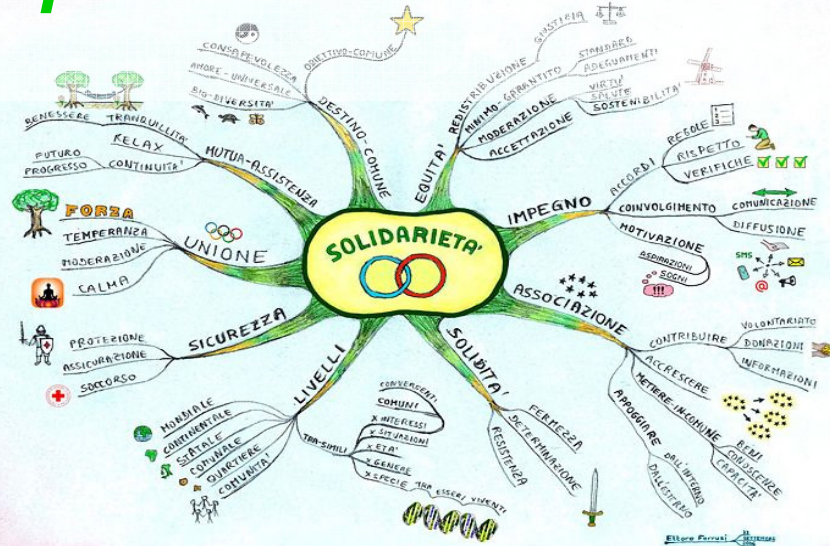 SOLIDARIETA'
DESTINO-COMUNE
OBIETTIVO-COMUNE
CONSAPEVOLEZZA
AMORE-UNIVERSALE
BIO-DIVERSITA'
EQUITA'
REDISTRIBUZIONE
GIUSTIZIA
MINIMO-GARANTITO
STANDARD
ADEGUAMENTI
MODERAZIONE
VIRTU'
SALUTE
SOSTENIBILITA'
ACCETTAZIONE
IMPEGNO
ACCORDI
REGOLE
RISPETTO
VERIFICHE
COINVOLGIMENTO
COMUNICAZIONE
DIFFUSIONE
MOTIVAZIONE
ASPIRAZIONI
SOGNI
!!!
SMS
@
ASSOCIAZIONE
CONTRIBUIRE
VOLONTARIATO
DONAZIONI
INFORMAZIONI
ACCRESCERE
METTERE-IN-COMUNE
BENI
CONOSCENZE
CAPACITA'
APPOGGIARE
DALL'INTERNO
DALL'ESTERNO
SOLIDITA'
FERMEZZA
DETERMINAZIONE
RESISTENZA
LIVELLI
MONDIALE
CONTINENTALE
STATALE
COMUNALE
QUARTIERE
COMUNITA'
TRA-SIMILI
CONVERGENTI
COMUNI
X INTERESSI
X SITUAZIONI
X ETA'
X GENERE
X SPECIE
TRA ESSERI VIVENTI
SICUREZZA
PROTEZIONE
ASSICURAZIONE
SOCCORSO
UNIONE
FORZA
TEMPERANZA
MODERAZIONE
CALMA
MUTUA-ASSISTENZA
BENESSERE
TRANQUILLITA'
RELAX
CONTINUITA'
FUTURO
PROGRESSO
SETTEMBRE